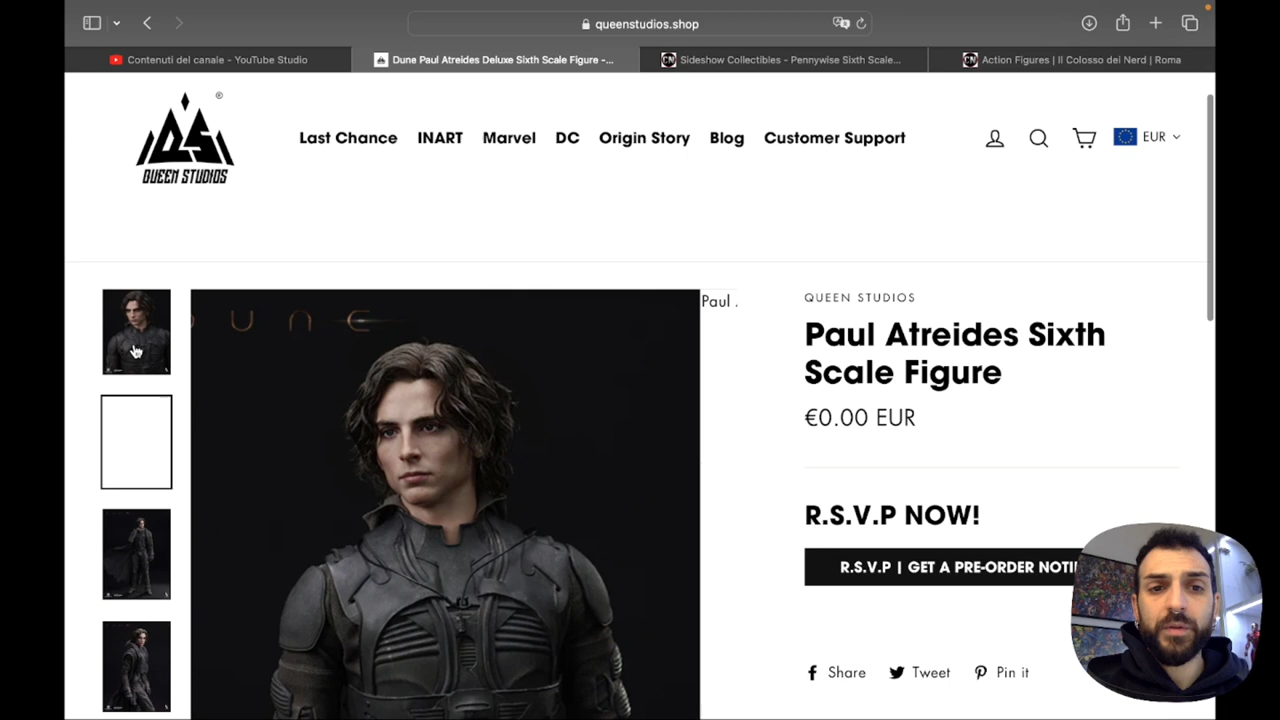 queenstudios.shop
Contenuti del canale - YouTube Studio
Dune Paul Atreides Deluxe Sixth Scale Figure -...
Sideshow Collectibles - Pennywise Sixth Scale...
Action Figures | Il Colosso dei Nerd | Roma
QS
QUEEN STUDIOS
®
Last Chance
INART
Marvel
DC
Origin Story
Blog
Customer Support
EUR
DUNE
Paul .
QUEEN STUDIOS
Paul Atreides Sixth
Scale Figure
€0.00 EUR
R.S.V.P NOW!
R.S.V.P | GET A PRE-ORDER NOTI
Share
Tweet
Pin it